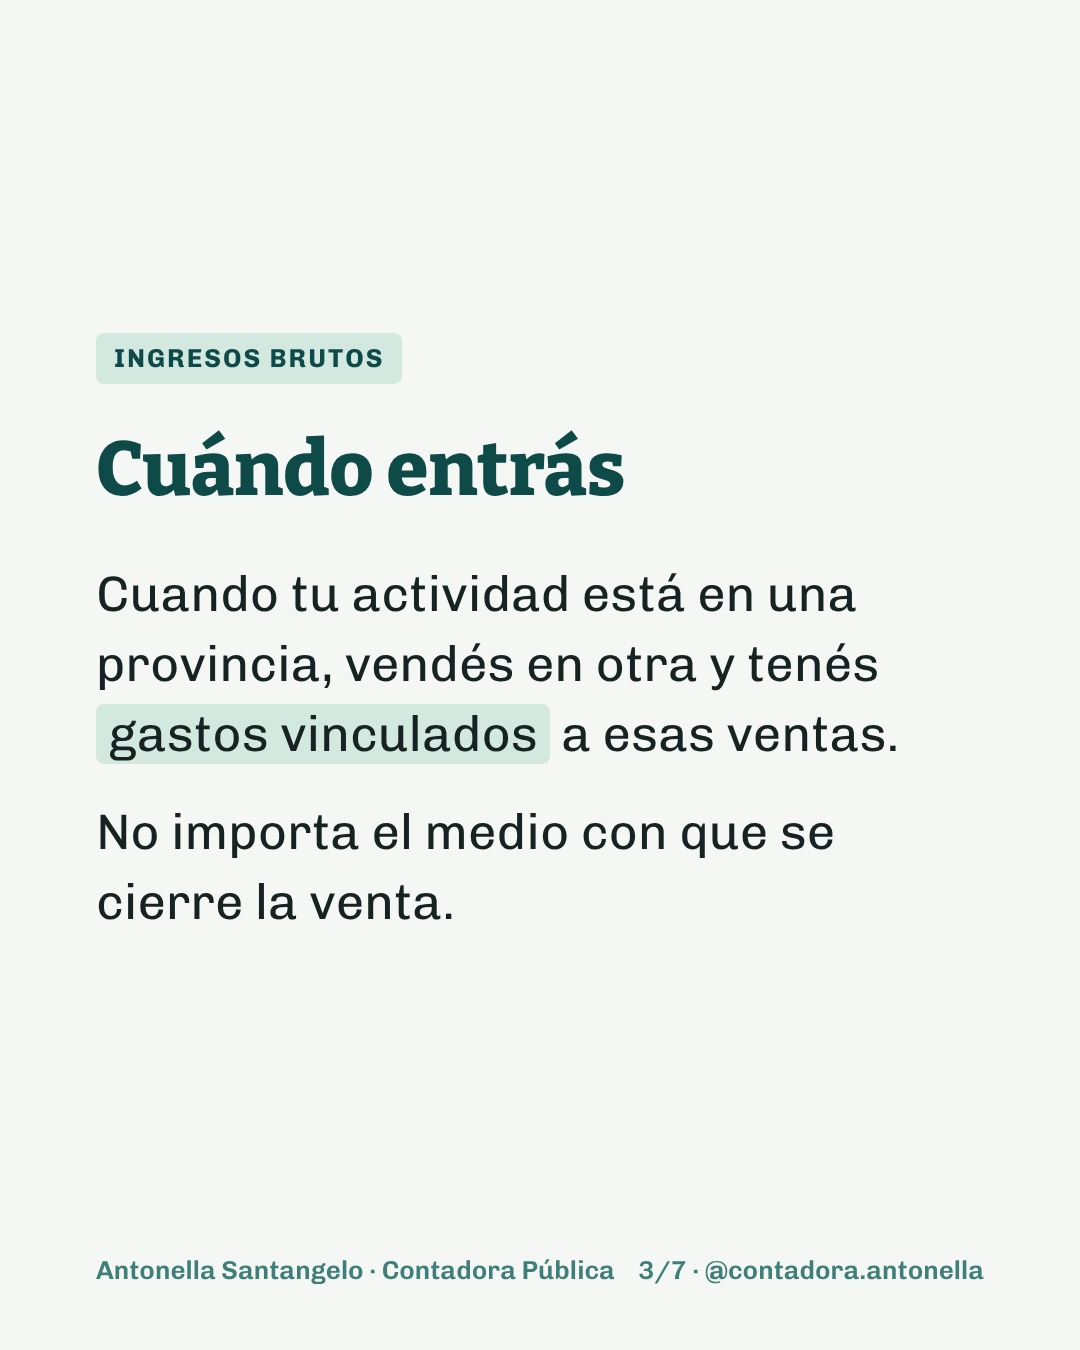 INGRESOS BRUTOS
Cuándo entrás
Cuando tu actividad está en una
provincia, vendés en otra y tenés
gastos vinculados a esas ventas.
No importa el medio con que se
cierre la venta.
Antonella Santangelo · Contadora Pública 3/7 · @contadora.antonella